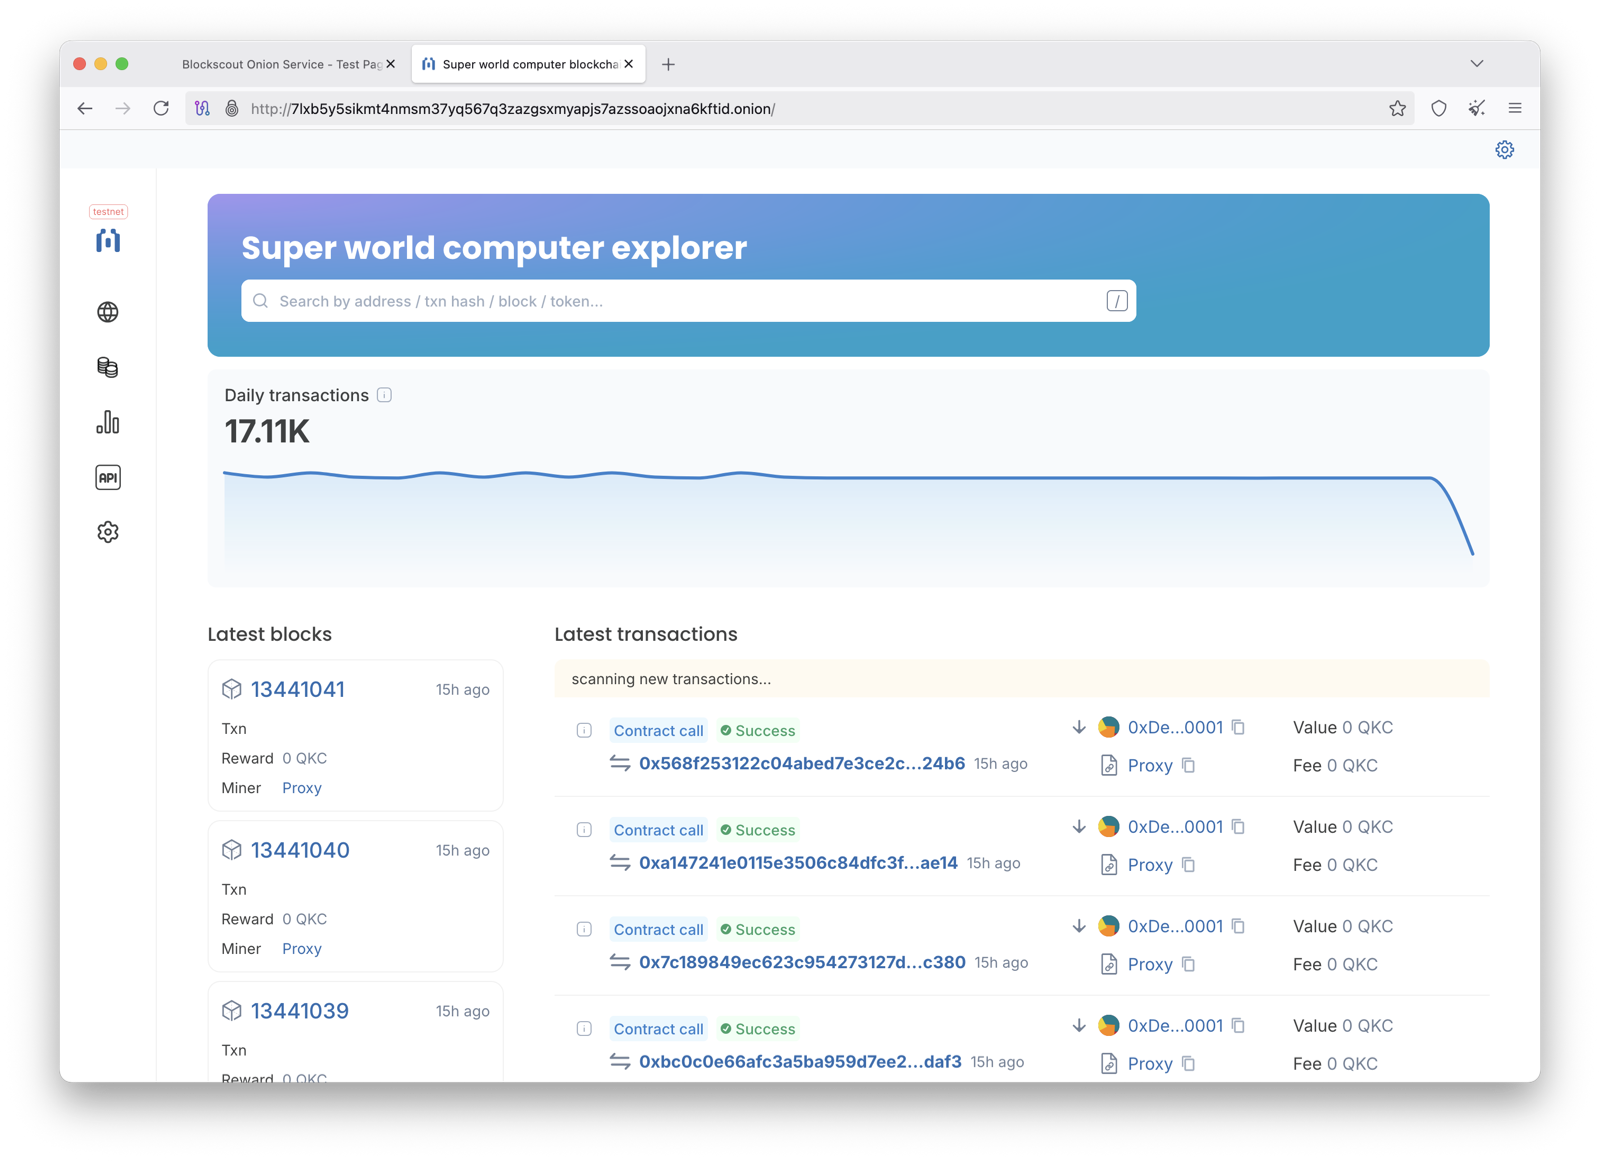 Blockscout Onion Service - Test Pag
Super world computer blockcha
http://7lxb5y5sikmt4nmsm37yq567q3zazgsxmyapjs7azssoaojxna6kftid.onion/
testnet
API
Super world computer explorer
Search by address / txn hash / block / token...
/
Daily transactions
17.11K
Latest blocks
13441041 15h ago
Txn
Reward 0 QKC
Miner Proxy
13441040 15h ago
Txn
Reward 0 QKC
Miner Proxy
13441039 15h ago
Txn
Reward 0 QKC
Latest transactions
scanning new transactions...
Contract call Success 0xDe...0001 Value 0 QKC
0x568f253122c04abed7e3ce2c...24b6 15h ago Proxy Fee 0 QKC
Contract call Success 0xDe...0001 Value 0 QKC
0xa147241e0115e3506c84dfc3f...ae14 15h ago Proxy Fee 0 QKC
Contract call Success 0xDe...0001 Value 0 QKC
0x7c189849ec623c954273127d...c380 15h ago Proxy Fee 0 QKC
Contract call Success 0xDe...0001 Value 0 QKC
0xbc0c0e66afc3a5ba959d7ee2...daf3 15h ago Proxy Fee 0 QKC